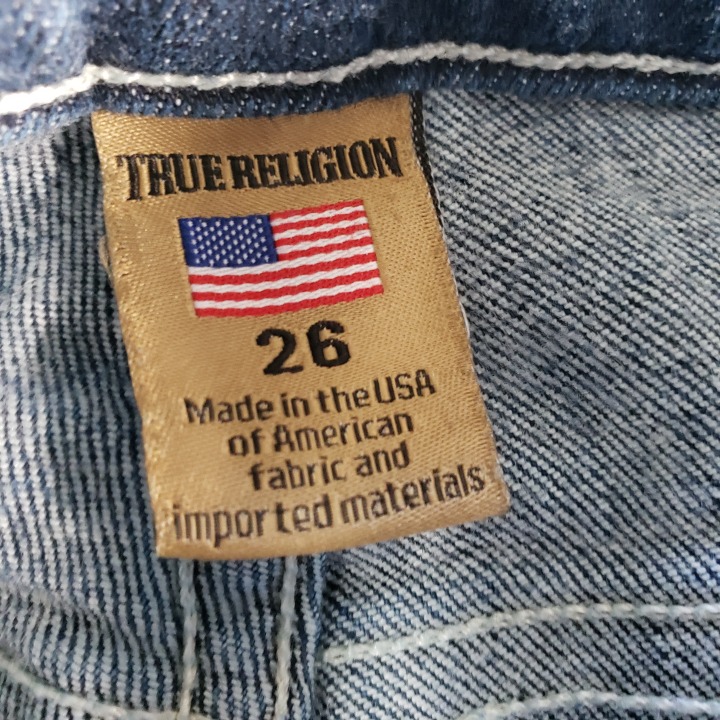 TRUE RELIGION
26
Made in the USA
of American
fabric and
imported materials